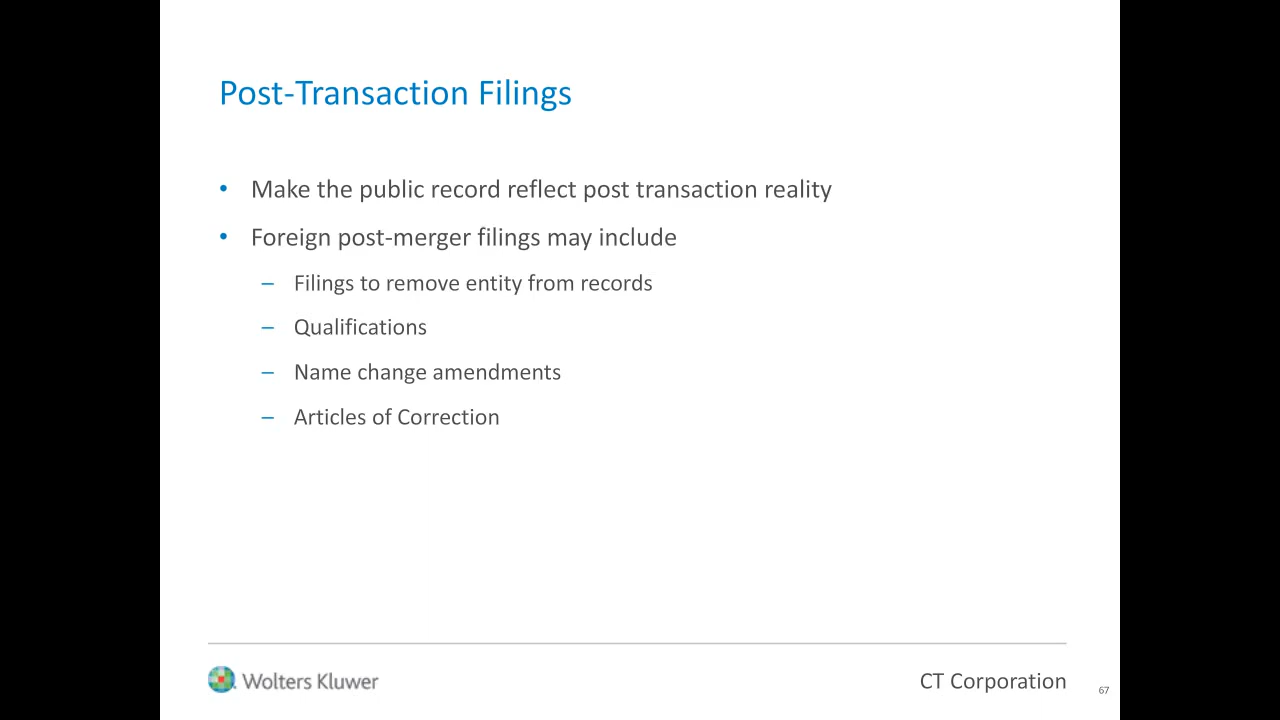 Post-Transaction Filings
• Make the public record reflect post transaction reality
• Foreign post-merger filings may include
– Filings to remove entity from records
– Qualifications
– Name change amendments
– Articles of Correction
Wolters Kluwer
CT Corporation
67